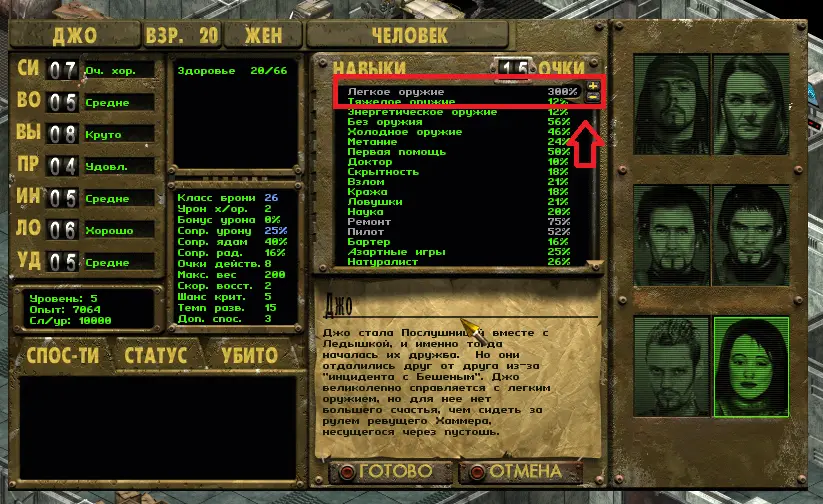 ДЖО ВЗР. 20 ЖЕН ЧЕЛОВЕК
СИ 07 Оч. хор.
ВО 05 Средне
ВЫ 08 Круто
ПР 04 Удовл.
ИН 05 Средне
ЛО 06 Хорошо
УД 05 Средне
Уровень: 5
Опыт: 7064
Сл/ур: 10000
Здоровье 20/66
Класс врони 26
Урон х/ор. 2
Бонус урона 0%
Сопр. урону 25%
Сопр. ядам 40%
Сопр. рад. 16%
Очки действ. 8
Макс. вес 200
Скор. восст. 2
Шанс крит. 5
Темп разв. 15
Доп. спос. 3
СПОС-ТИ СТАТУС УБИТО
НАВЫКИ 15 ОЧКИ
Легкое оружие 300%
Тяжелое оружие 12%
Энергетическое оружие 12%
Без оружия 56%
Холодное оружие 46%
Метание 24%
Первая помощь 50%
Доктор 10%
Скрытность 18%
Взлом 21%
Кража 18%
Ловушки 21%
Наука 20%
Ремонт 75%
Пилот 52%
Бартер 16%
Азартные игры 25%
Натуралист 26%
Джо
Джо стала Послушницей вместе с
Ледышкой, и именно тогда
началась их дружба. Но они
отдалились друг от друга из-за
"инцидента с Бешеным". Джо
великолепно справляется с легким
оружием, но для нее нет
большего счастья, чем сидеть за
рулем ревущего Хаммера,
несущегося через пустошь.
ГОТОВО ОТМЕНА